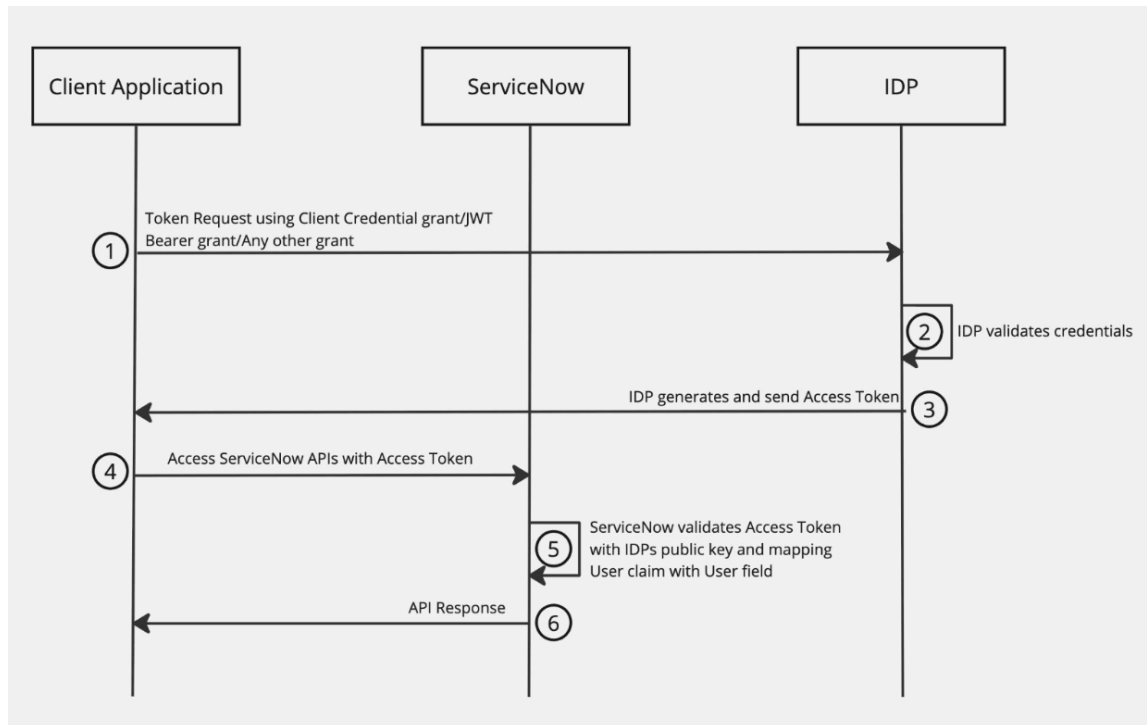 Client Application
ServiceNow
IDP
Token Request using Client Credential grant/JWT
Bearer grant/Any other grant
1
2
IDP validates credentials
IDP generates and send Access Token
3
4
Access ServiceNow APIs with Access Token
5
ServiceNow validates Access Token
with IDPs public key and mapping
User claim with User field
API Response
6